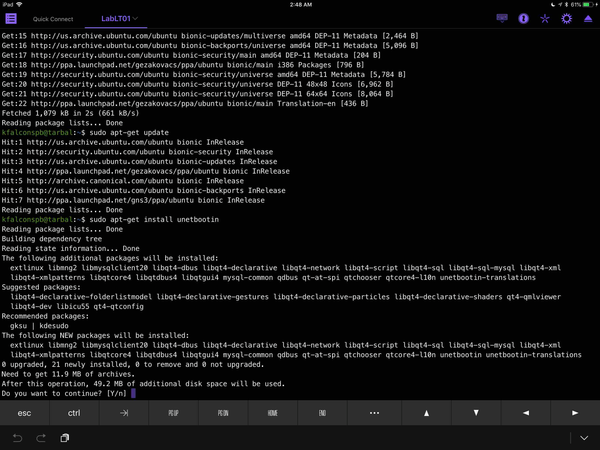 iPad
2:48 AM
61%
Quick Connect
LabLT01
Get:15 http://us.archive.ubuntu.com/ubuntu bionic-updates/multiverse amd64 DEP-11 Metadata [2,464 B]
Get:16 http://us.archive.ubuntu.com/ubuntu bionic-backports/universe amd64 DEP-11 Metadata [5,096 B]
Get:17 http://security.ubuntu.com/ubuntu bionic-security/main amd64 DEP-11 Metadata [204 B]
Get:18 http://ppa.launchpad.net/gezakovacs/ppa/ubuntu bionic/main i386 Packages [796 B]
Get:19 http://security.ubuntu.com/ubuntu bionic-security/universe amd64 DEP-11 Metadata [5,784 B]
Get:20 http://security.ubuntu.com/ubuntu bionic-security/universe DEP-11 48x48 Icons [6,962 B]
Get:21 http://security.ubuntu.com/ubuntu bionic-security/universe DEP-11 64x64 Icons [8,064 B]
Get:22 http://ppa.launchpad.net/gezakovacs/ppa/ubuntu bionic/main Translation-en [436 B]
Fetched 1,079 kB in 2s (661 kB/s)
Reading package lists... Done
kfalconspb@tarbal:~$ sudo apt-get update
Hit:1 http://us.archive.ubuntu.com/ubuntu bionic InRelease
Hit:2 http://security.ubuntu.com/ubuntu bionic-security InRelease
Hit:3 http://us.archive.ubuntu.com/ubuntu bionic-updates InRelease
Hit:4 http://ppa.launchpad.net/gezakovacs/ppa/ubuntu bionic InRelease
Hit:5 http://archive.canonical.com/ubuntu bionic InRelease
Hit:6 http://us.archive.ubuntu.com/ubuntu bionic-backports InRelease
Hit:7 http://ppa.launchpad.net/gns3/ppa/ubuntu bionic InRelease
Reading package lists... Done
kfalconspb@tarbal:~$ sudo apt-get install unetbootin
Reading package lists... Done
Building dependency tree
Reading state information... Done
The following additional packages will be installed:
extlinux libmng2 libmysqlclient20 libqt4-dbus libqt4-declarative libqt4-network libqt4-script libqt4-sql libqt4-sql-mysql libqt4-xml
libqt4-xmlpatterns libqtcore4 libqtdbus4 libqtgui4 mysql-common qdbus qt-at-spi qtchooser qtcore4-l10n unetbootin-translations
Suggested packages:
libqt4-declarative-folderlistmodel libqt4-declarative-gestures libqt4-declarative-particles libqt4-declarative-shaders qt4-qmlviewer
libqt4-dev libicu55 qt4-qtconfig
Recommended packages:
gksu | kdesudo
The following NEW packages will be installed:
extlinux libmng2 libmysqlclient20 libqt4-dbus libqt4-declarative libqt4-network libqt4-script libqt4-sql libqt4-sql-mysql libqt4-xml
libqt4-xmlpatterns libqtcore4 libqtdbus4 libqtgui4 mysql-common qdbus qt-at-spi qtchooser qtcore4-l10n unetbootin unetbootin-translations
0 upgraded, 21 newly installed, 0 to remove and 0 not upgraded.
Need to get 11.9 MB of archives.
After this operation, 49.2 MB of additional disk space will be used.
Do you want to continue? [Y/n]
esc
ctrl
PGUP
PGDN
HOME
END